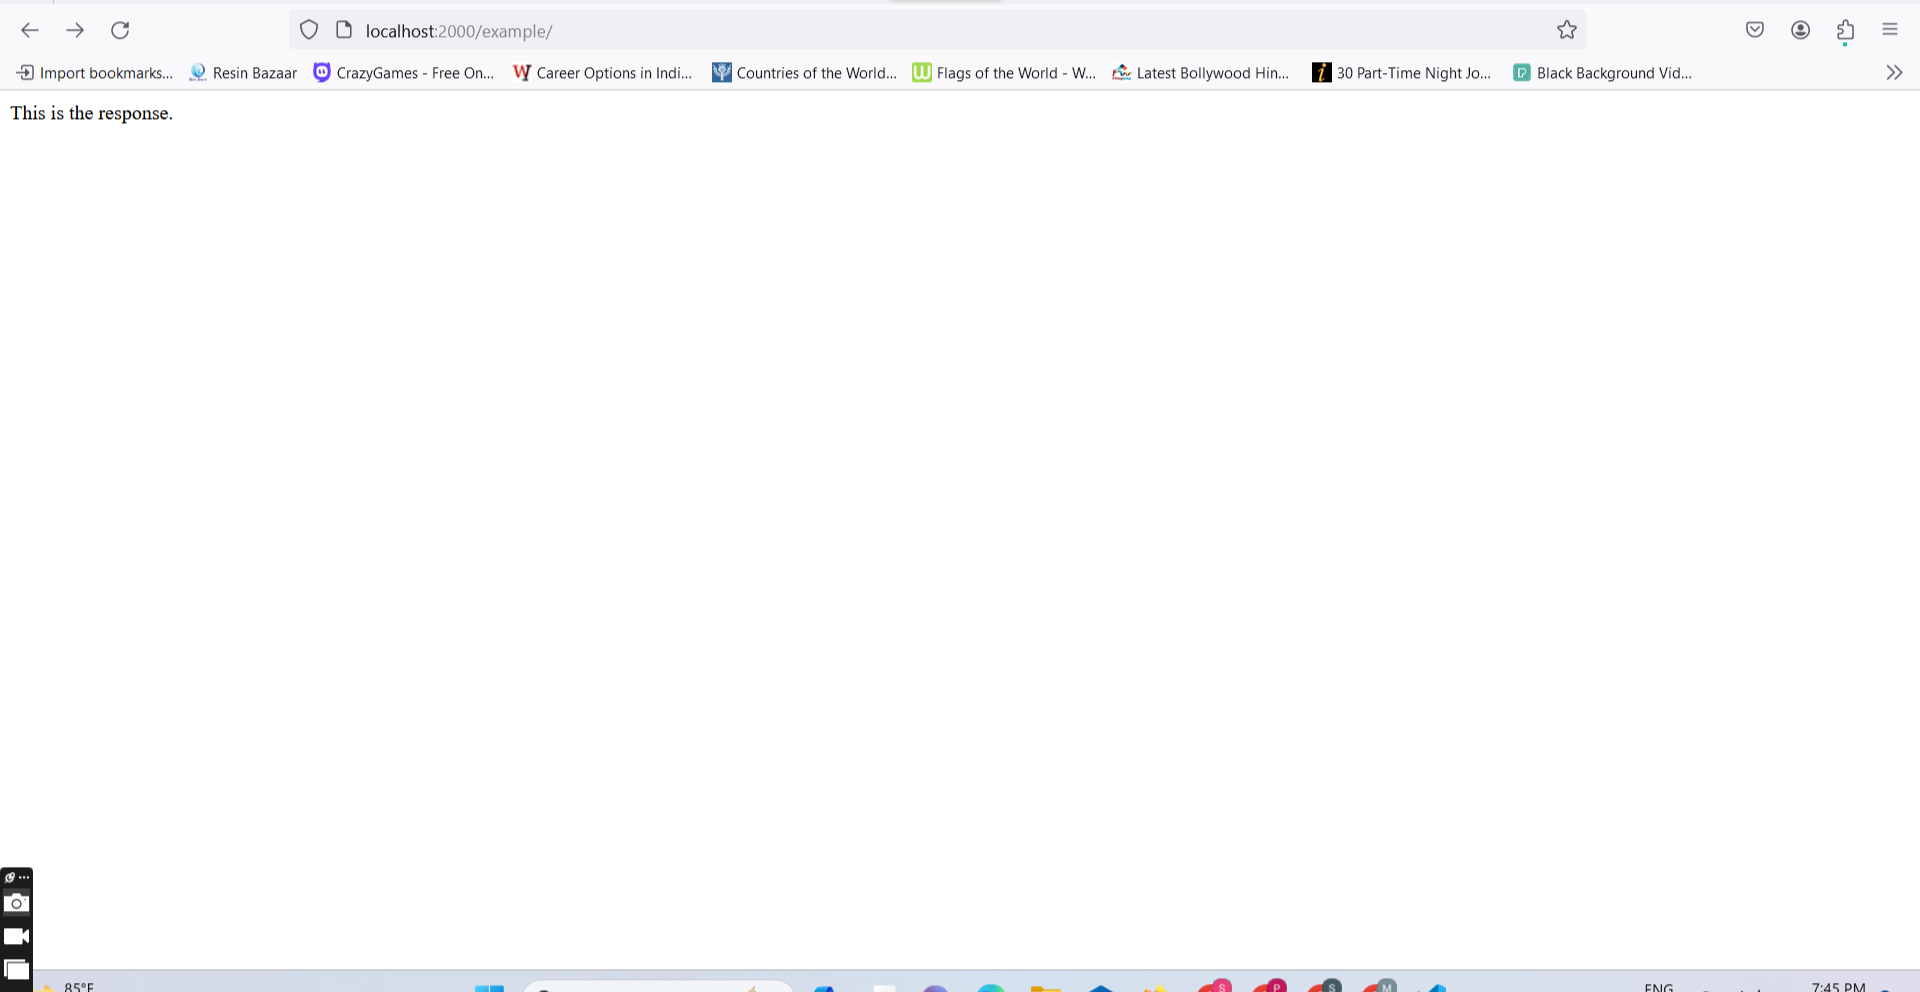 localhost:2000/example/
Import bookmarks... Resin Bazaar CrazyGames - Free On... Career Options in Indi... Countries of the World... Flags of the World - W... Latest Bollywood Hin... 30 Part-Time Night Jo... Black Background Vid...
This is the response.
85°F S P S M ENG 7:45 PM